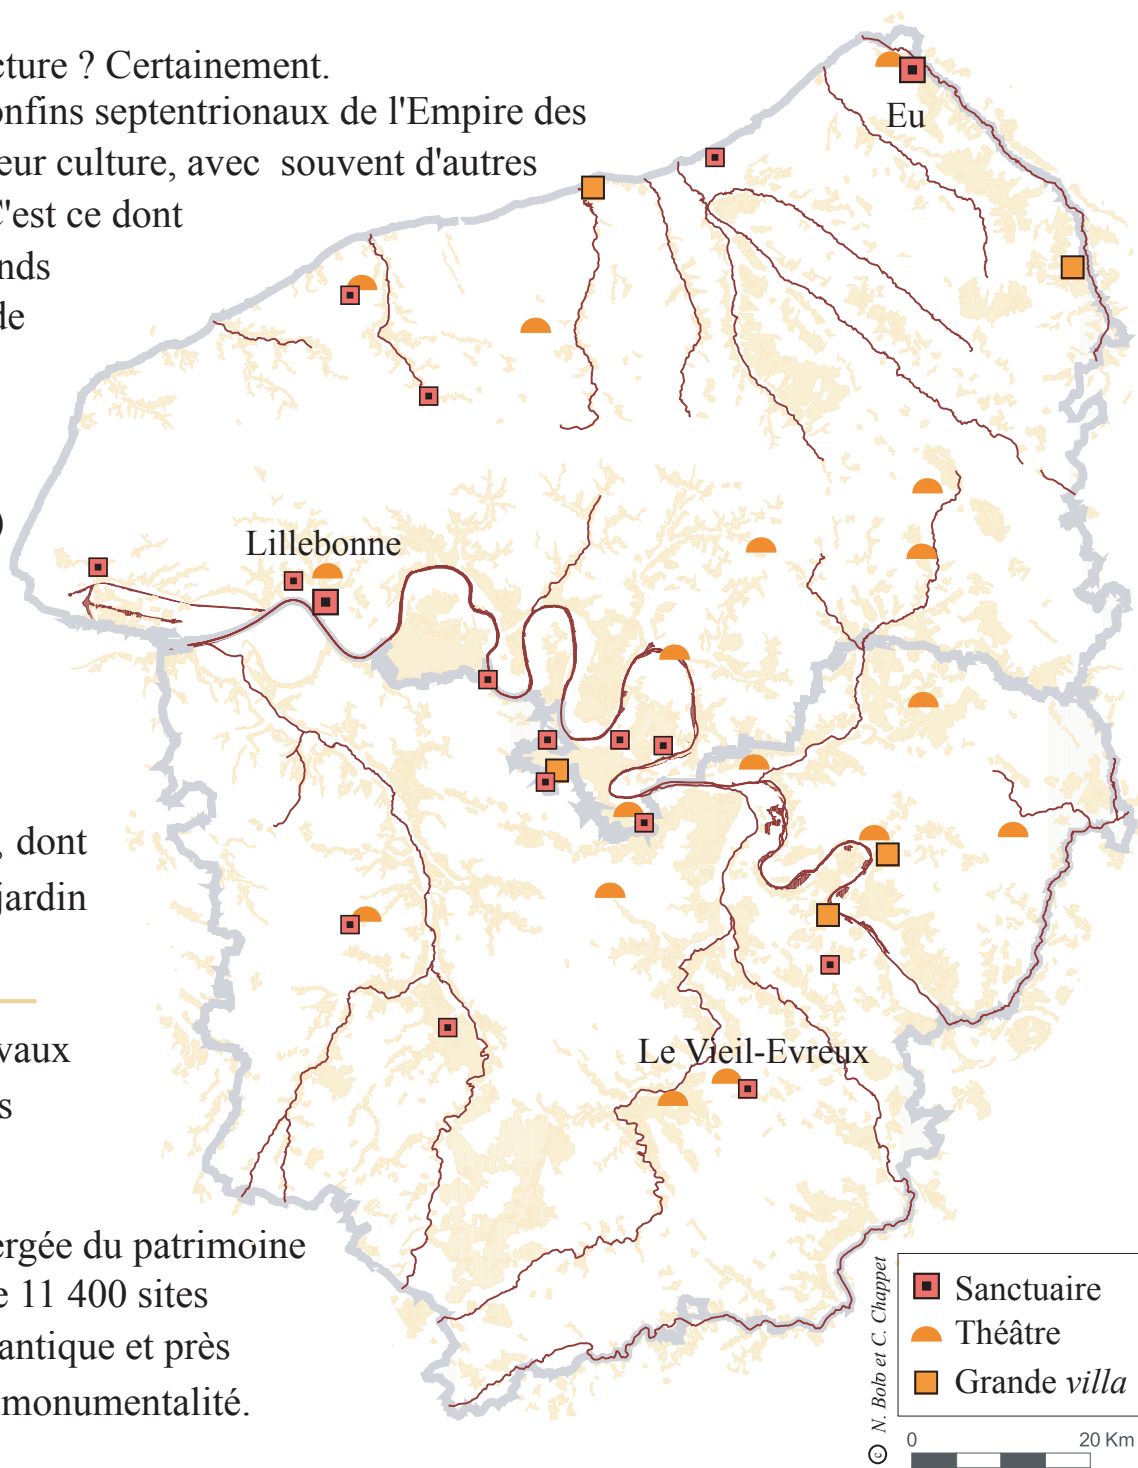 cture ? Certainement.
onfins septentrionaux de l'Empire des
eur culture, avec souvent d'autres
C'est ce dont
nds
de
)
, dont
jardin
vaux
s
ergée du patrimoine
e 11 400 sites
antique et près
monumentalité.
Eu
Lillebonne
Le Vieil-Evreux
Sanctuaire
Théâtre
Grande villa
© N. Bolo et C. Chappet
0 20 Km